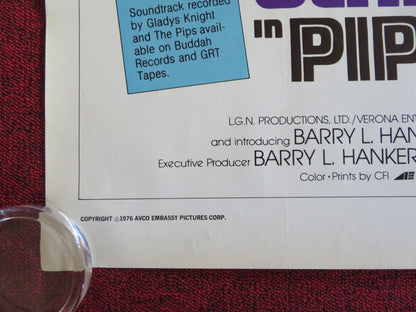 Soundtrack recorded
by Gladys Knight
and The Pips avail-
able on Buddah
Records and GRT
Tapes.
in PIP
L.G.N. PRODUCTIONS, LTD./VERONA ENT
and introducing BARRY L. HAN
Executive Producer BARRY L. HANKER
Color • Prints by CFI
COPYRIGHT ©1976 AVCO EMBASSY PICTURES CORP.